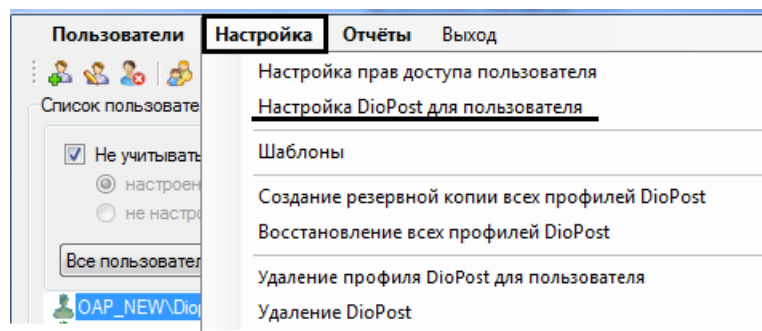 Пользователи Настройка Отчёты Выход
Настройка прав доступа пользователя
Список пользовате
Настройка DioPost для пользователя
Не учитывать
Шаблоны
настроен
Создание резервной копии всех профилей DioPost
не настро
Восстановление всех профилей DioPost
Все пользовател
Удаление профиля DioPost для пользователя
OAP_NEW\Diop
Удаление DioPost